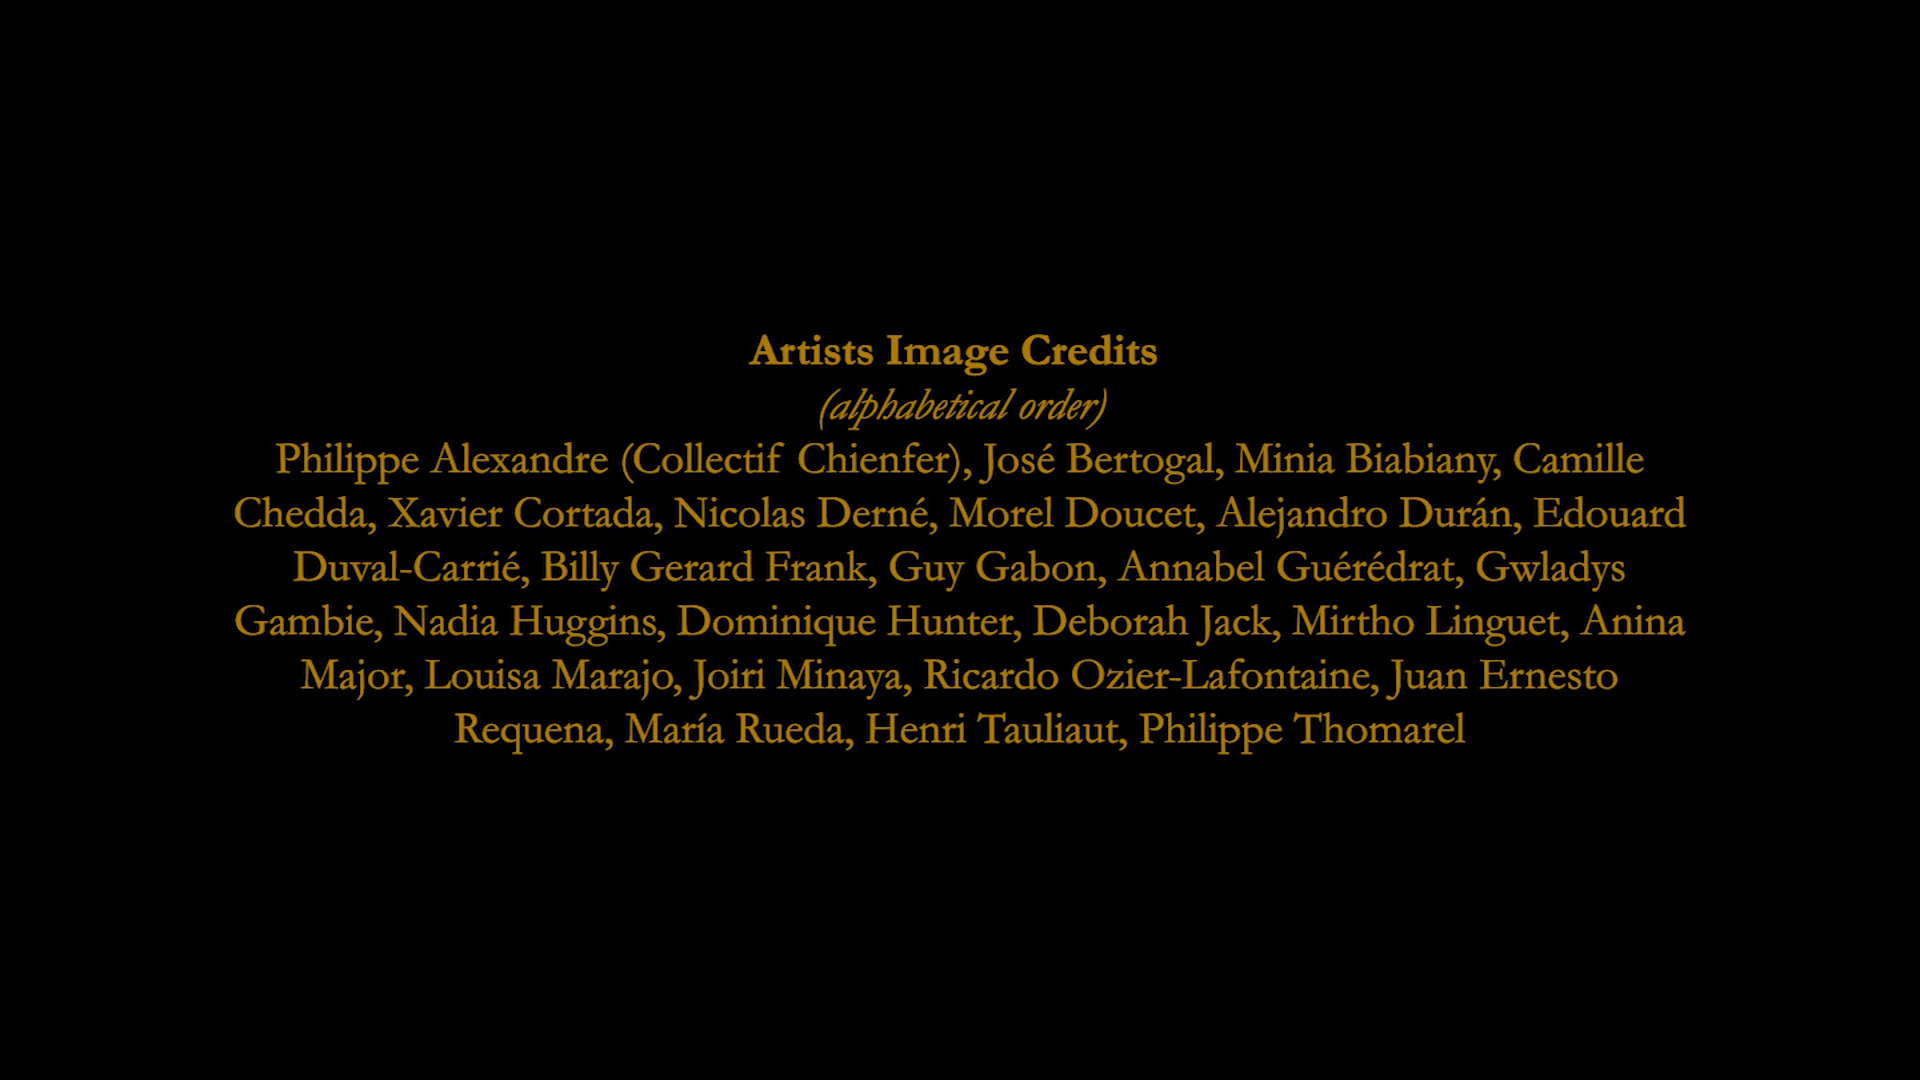 Artists Image Credits
(alphabetical order)
Philippe Alexandre (Collectif Chienfer), José Bertogal, Minia Biabiany, Camille
Chedda, Xavier Cortada, Nicolas Derné, Morel Doucet, Alejandro Durán, Edouard
Duval-Carrié, Billy Gerard Frank, Guy Gabon, Annabel Guérédrat, Gwladys
Gambie, Nadia Huggins, Dominique Hunter, Deborah Jack, Mirtho Linguet, Anina
Major, Louisa Marajo, Joiri Minaya, Ricardo Ozier-Lafontaine, Juan Ernesto
Requena, María Rueda, Henri Tauliaut, Philippe Thomarel